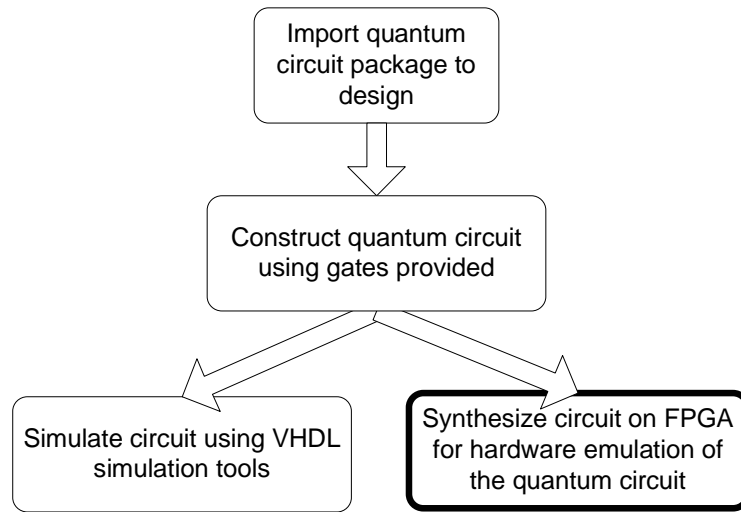 Import quantum
circuit package to
design
Construct quantum circuit
using gates provided
Simulate circuit using VHDL
simulation tools
Synthesize circuit on FPGA
for hardware emulation of
the quantum circuit